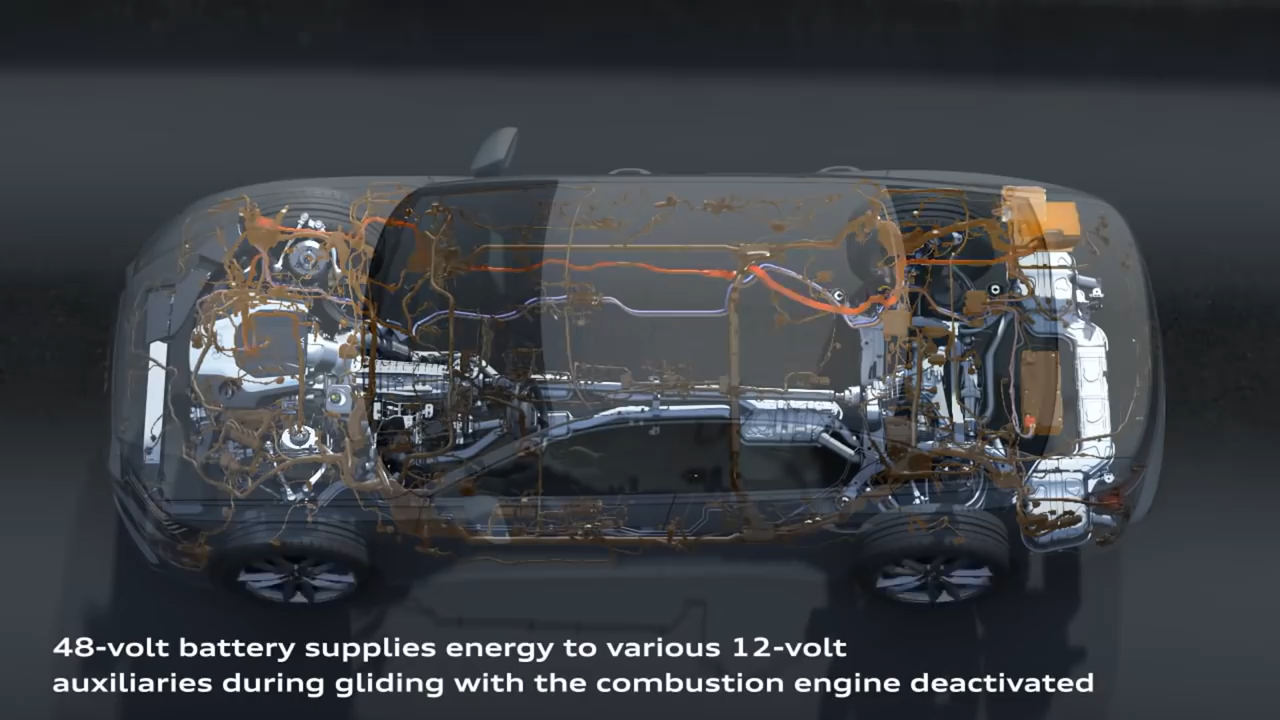 48-volt battery supplies energy to various 12-volt
auxiliaries during gliding with the combustion engine deactivated